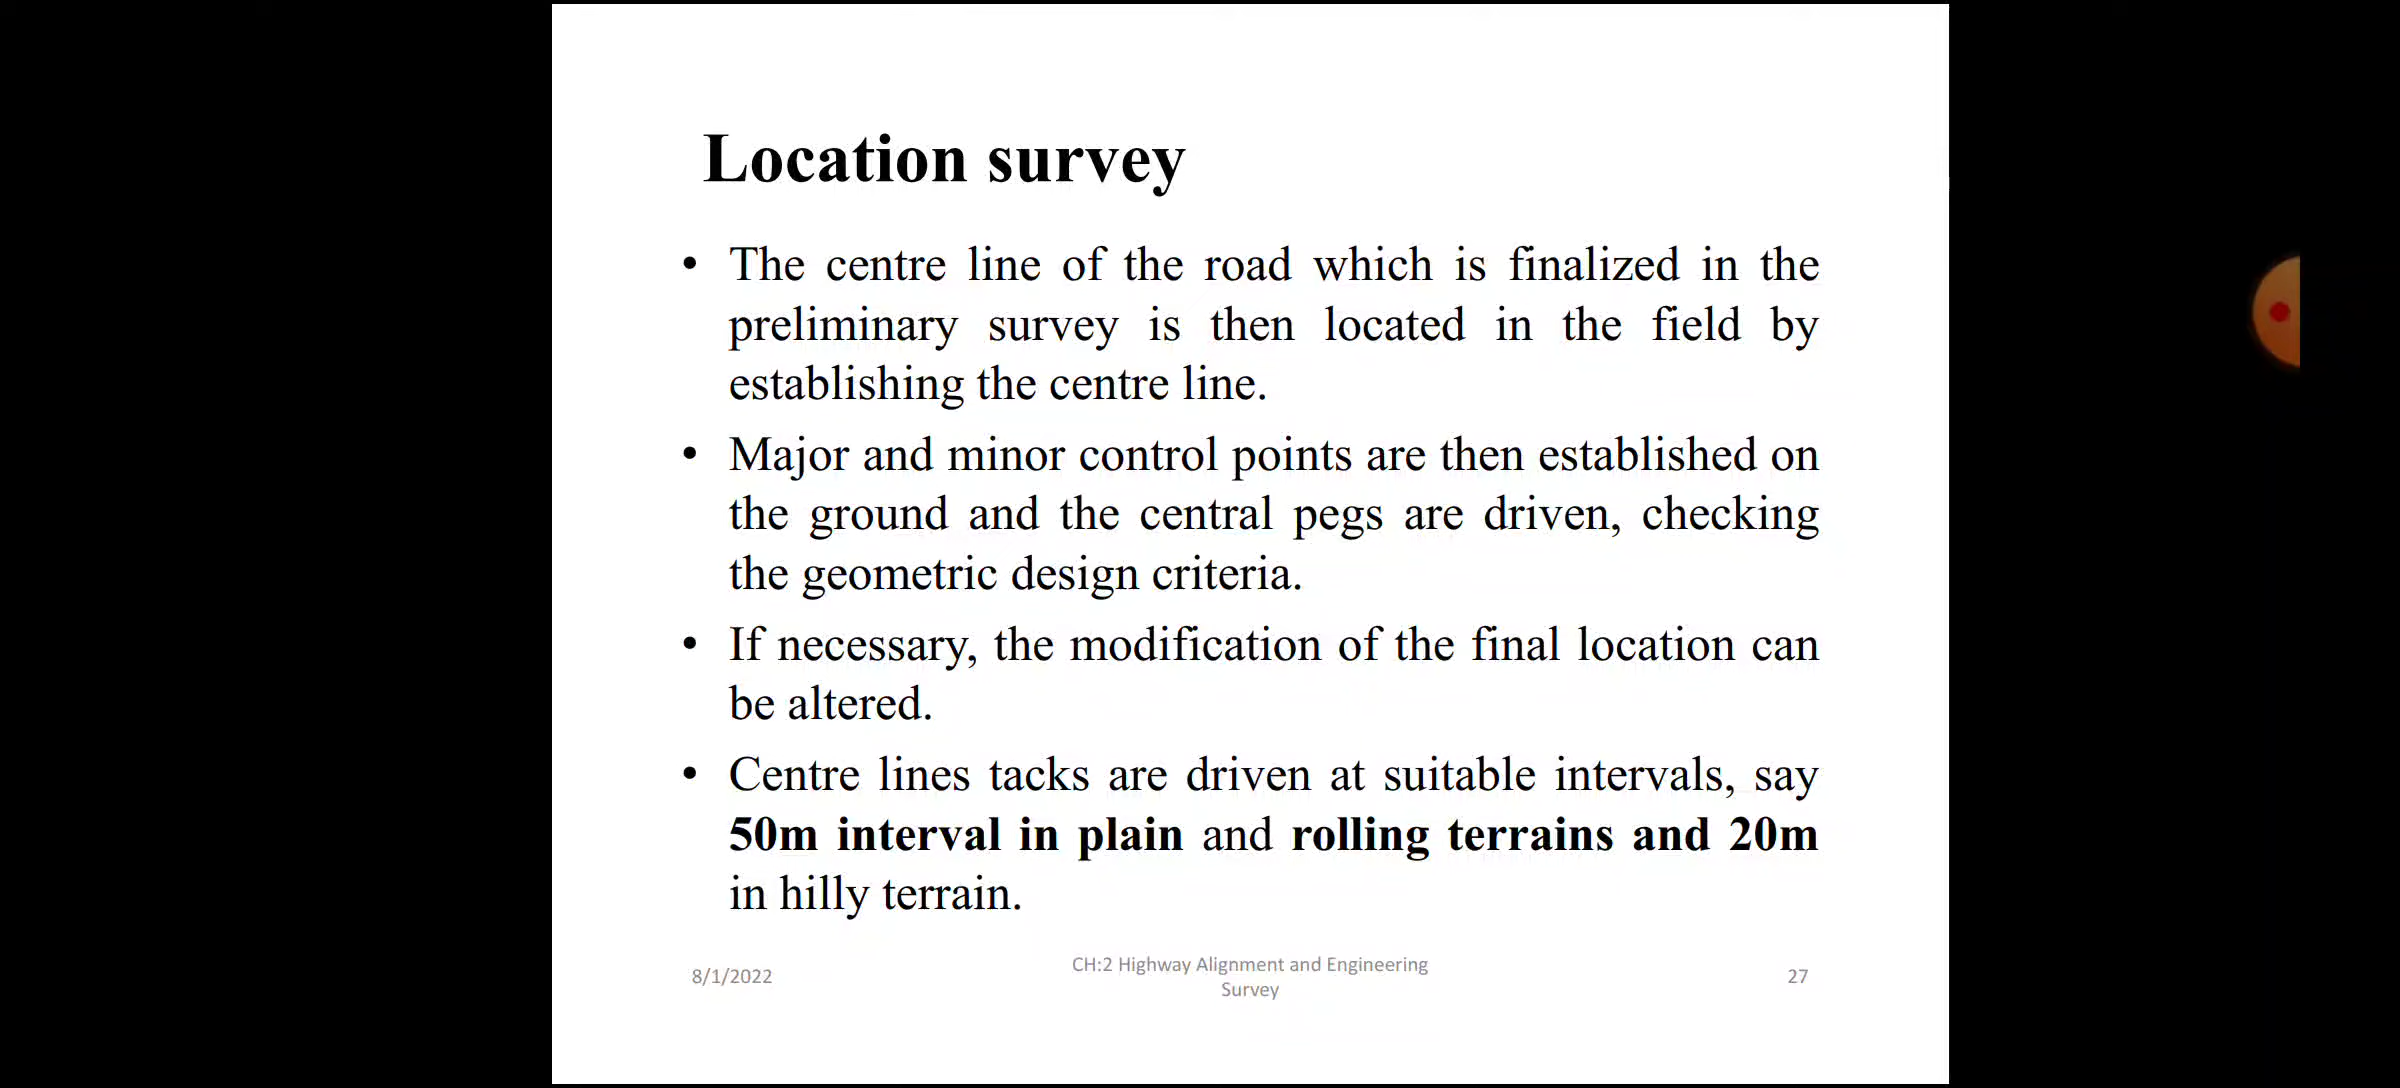 Location survey
• The centre line of the road which is finalized in the
preliminary survey is then located in the field by
establishing the centre line.
• Major and minor control points are then established on
the ground and the central pegs are driven, checking
the geometric design criteria.
• If necessary, the modification of the final location can
be altered.
• Centre lines tacks are driven at suitable intervals, say
50m interval in plain and rolling terrains and 20m
in hilly terrain.
8/1/2022
CH:2 Highway Alignment and Engineering
Survey
27